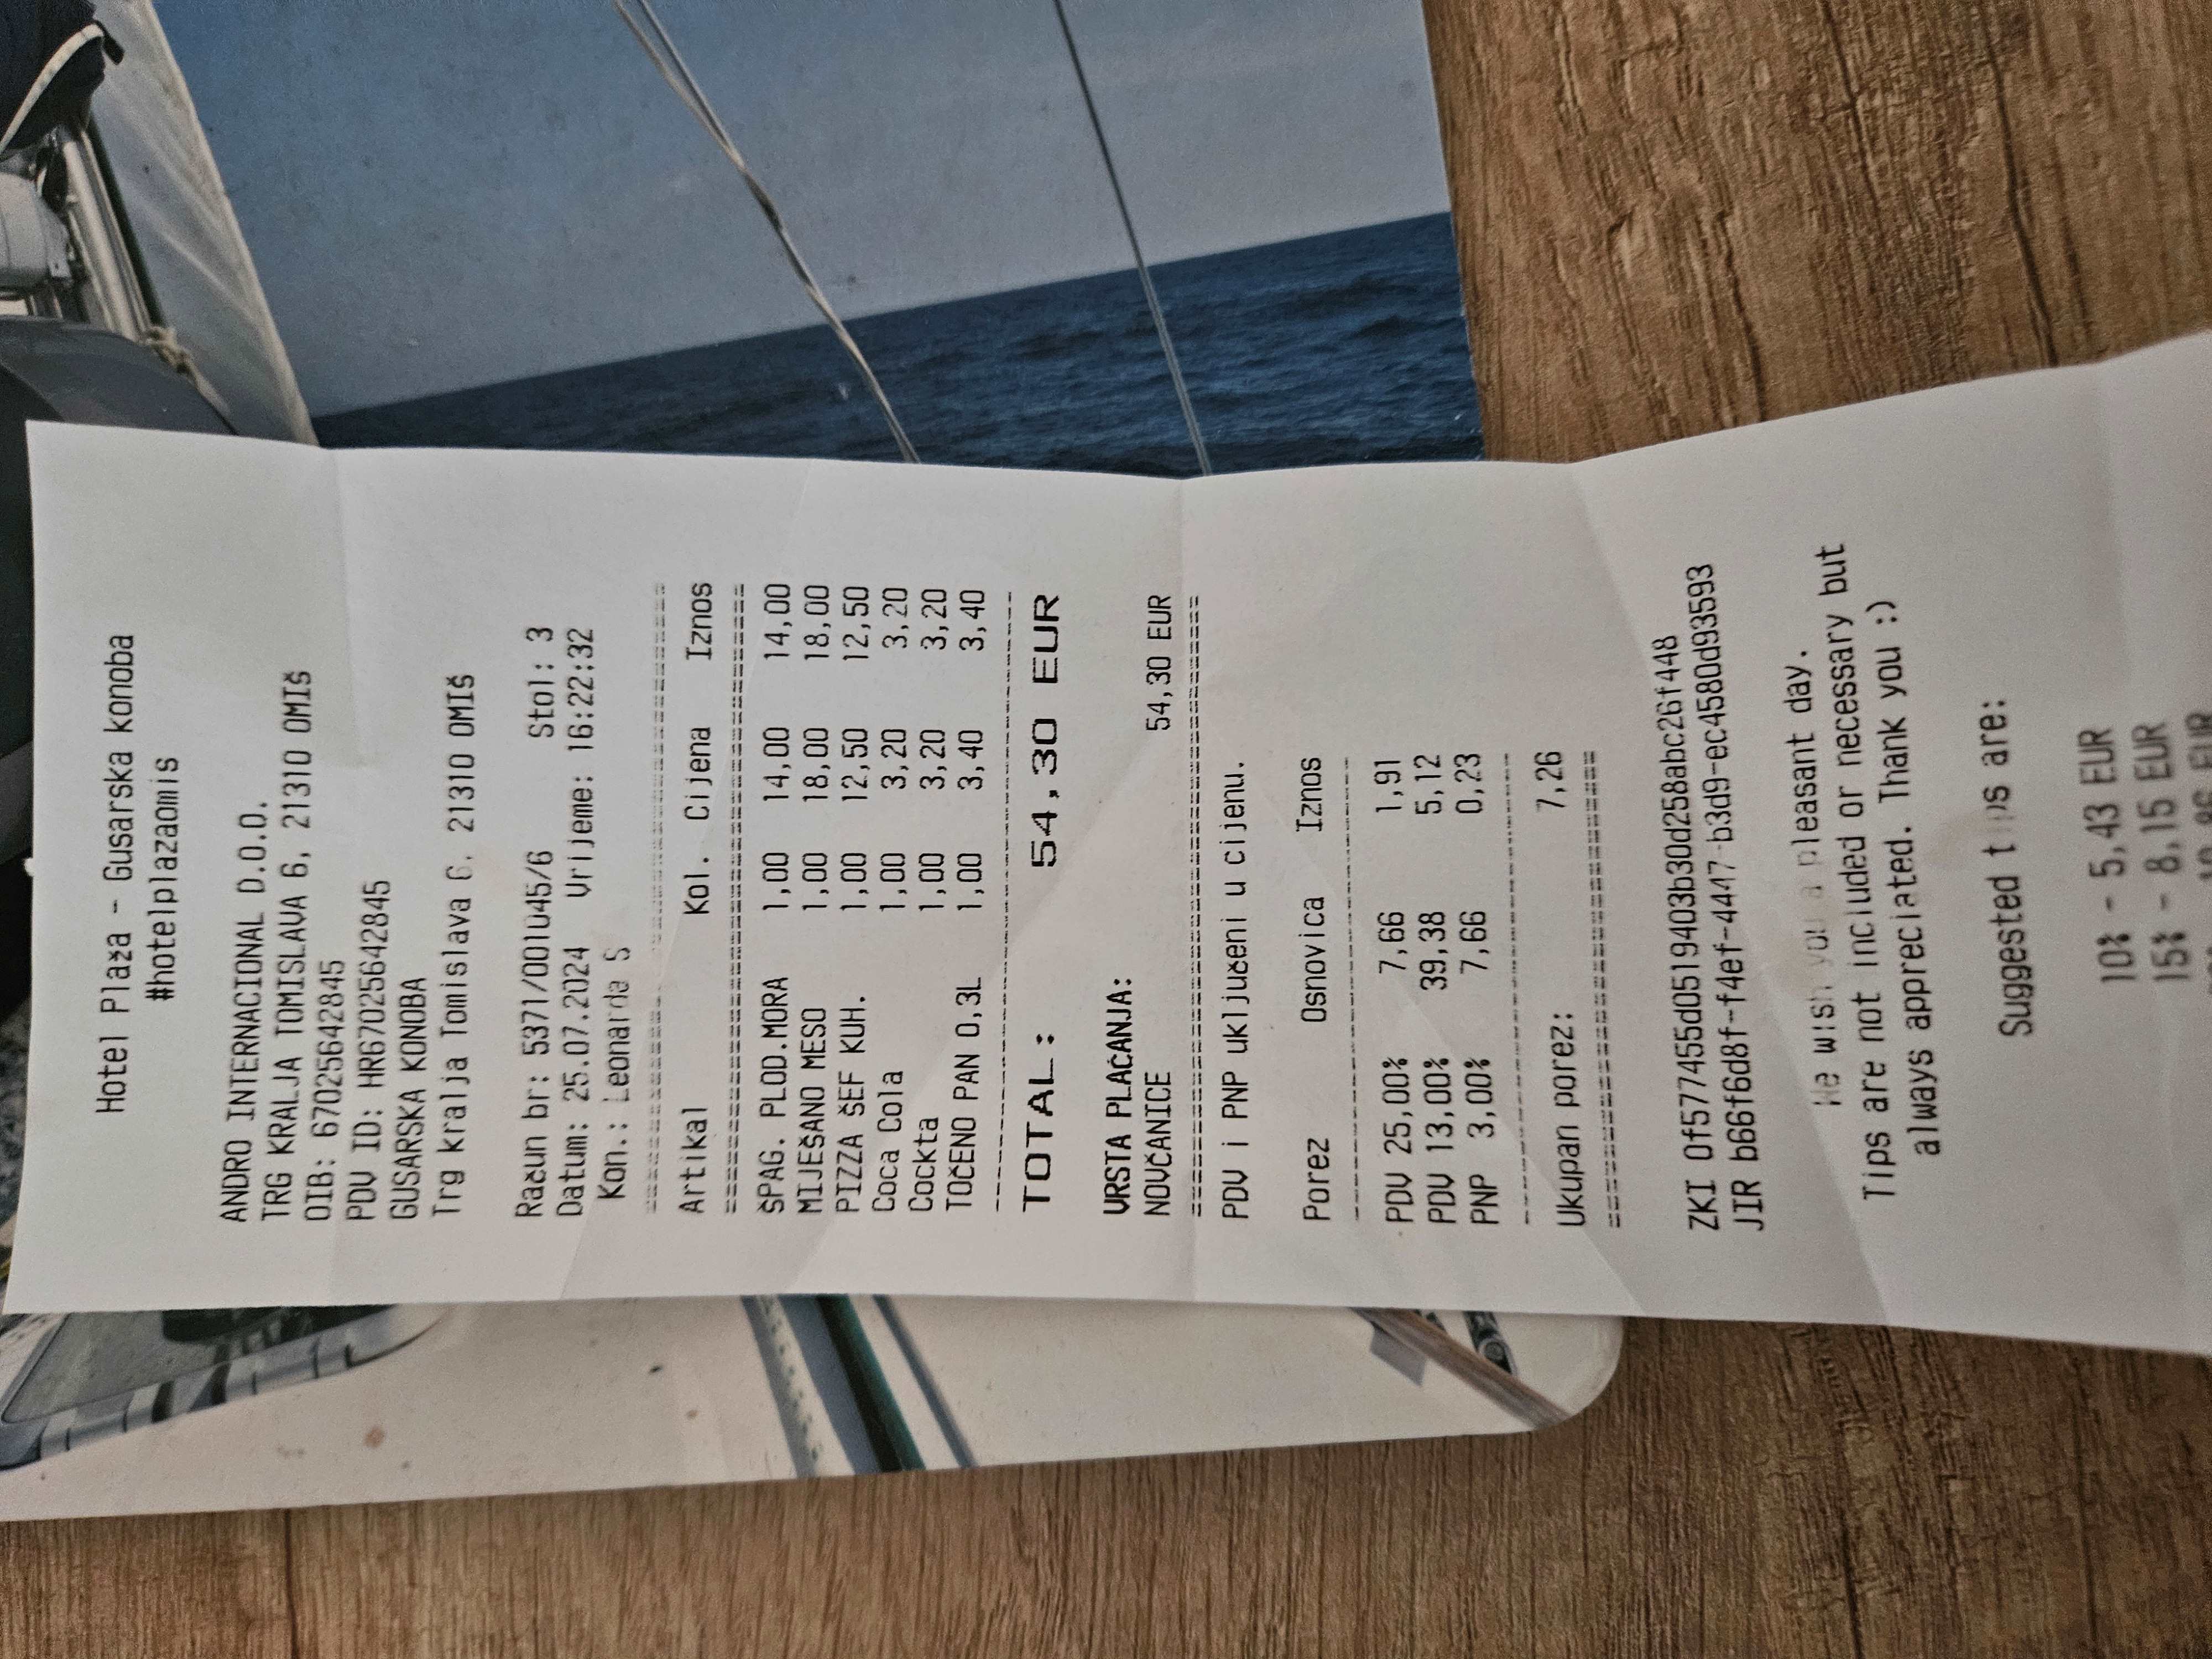 Hotel Plaža - Gusarska konoba
#hotelplazaomis
ANDRO INTERNACIONAL D.O.O.
TRG KRALJA TOMISLAVA 6, 21310 OMIš
OIB: 67025642845
PDV ID: HR67025642845
GUSARSKA KONOBA
Trg kralja Tomislava 6, 21310 OMIš
Račun br: 5371/001045/6 Stol: 3
Datum: 25.07.2024 Vrijeme: 16:22:32
Kon.: Leonarda S
Artikal Kol. Cijena Iznos
ŠPAG. PLOD.MORA 1,00 14,00 14,00
MIJEŠANO MESO 1,00 18,00 18,00
PIZZA ŠEF KUH. 1,00 12,50 12,50
Coca Cola 1,00 3,20 3,20
Cockta 1,00 3,20 3,20
TOČENO PAN 0,3L 1,00 3,40 3,40
TOTAL: 54,30 EUR
VRSTA PLAĆANJA:
NOVČANICE 54,30 EUR
PDV i PNP uključeni u cijenu.
Porez Osnovica Iznos
PDV 25,00% 7,66 1,91
PDV 13,00% 39,38 5,12
PNP 3,00% 7,66 0,23
Ukupan porez: 7,26
ZKI 0f577455d0519403b30d258abc26f448
JIR b66f6d8f-f4ef-4447-b3d9-ec4580d93593
We wish you a pleasant day.
Tips are not included or necessary but
always appreciated. Thank you :)
Suggested tips are:
10% - 5,43 EUR
15% - 8,15 EUR